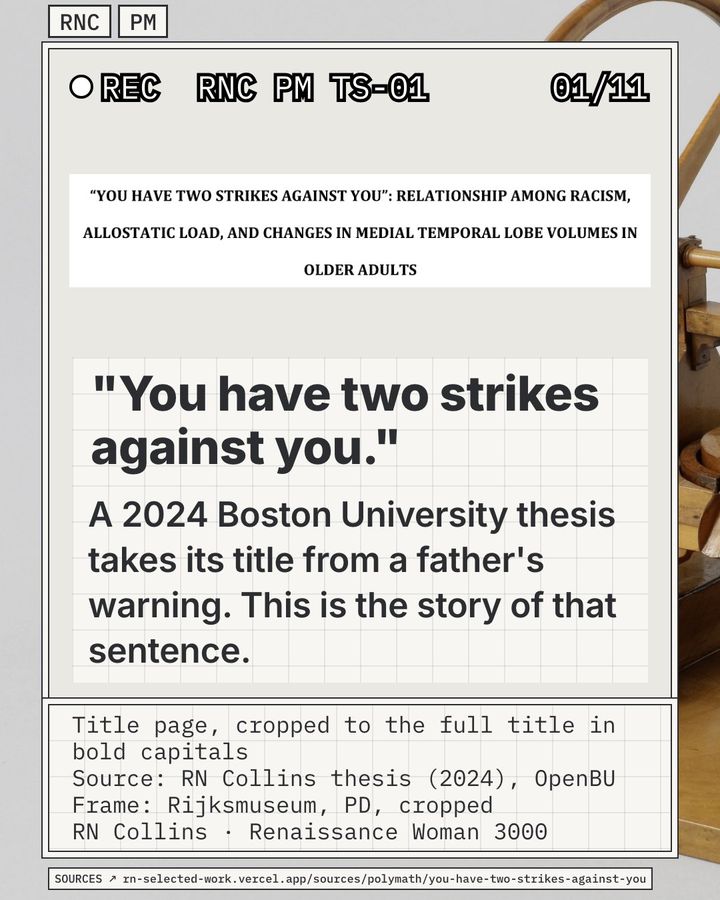 RNC PM
REC RNC PM TS-01 01/11
“YOU HAVE TWO STRIKES AGAINST YOU”: RELATIONSHIP AMONG RACISM,
ALLOSTATIC LOAD, AND CHANGES IN MEDIAL TEMPORAL LOBE VOLUMES IN
OLDER ADULTS
"You have two strikes
against you."
A 2024 Boston University thesis
takes its title from a father's
warning. This is the story of that
sentence.
Title page, cropped to the full title in
bold capitals
Source: RN Collins thesis (2024), OpenBU
Frame: Rijksmuseum, PD, cropped
RN Collins · Renaissance Woman 3000
SOURCES ↗ rn-selected-work.vercel.app/sources/polymath/you-have-two-strikes-against-you